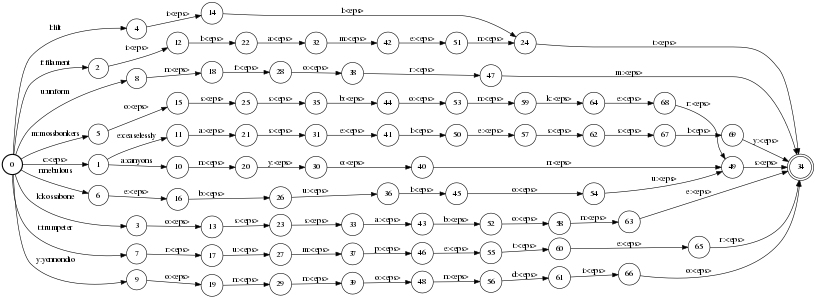 l:lilt 4 i:<eps> 14 l:<eps> 24 t:<eps>
f:filament 2 i:<eps> 12 l:<eps> 22 a:<eps> 32 m:<eps> 42 e:<eps> 51 n:<eps>
u:uniform 8 n:<eps> 18 f:<eps> 28 o:<eps> 38 r:<eps> 47 m:<eps>
m:mossbonkers 5 o:<eps> 15 s:<eps> 25 s:<eps> 35 b:<eps> 44 o:<eps> 53 n:<eps> 59 k:<eps> 64 e:<eps> 68 r:<eps>
e:ceaselessly 11 a:<eps> 21 s:<eps> 31 e:<eps> 41 l:<eps> 50 e:<eps> 57 s:<eps> 62 s:<eps> 67 l:<eps> 69 y:<eps>
0 c:<eps> 1 a:canyons 10 n:<eps> 20 y:<eps> 30 o:<eps> 40 n:<eps> 49 s:<eps> 34
n:nebulous 6 e:<eps> 16 b:<eps> 26 u:<eps> 36 l:<eps> 45 o:<eps> 54 u:<eps>
k:kossabone 3 o:<eps> 13 s:<eps> 23 s:<eps> 33 a:<eps> 43 b:<eps> 52 o:<eps> 58 n:<eps> 63 e:<eps>
t:trumpeter 7 r:<eps> 17 u:<eps> 27 m:<eps> 37 p:<eps> 46 e:<eps> 55 t:<eps> 60 e:<eps> 65 r:<eps>
y:yonnondio 9 o:<eps> 19 n:<eps> 29 n:<eps> 39 o:<eps> 48 n:<eps> 56 d:<eps> 61 i:<eps> 66 o:<eps>